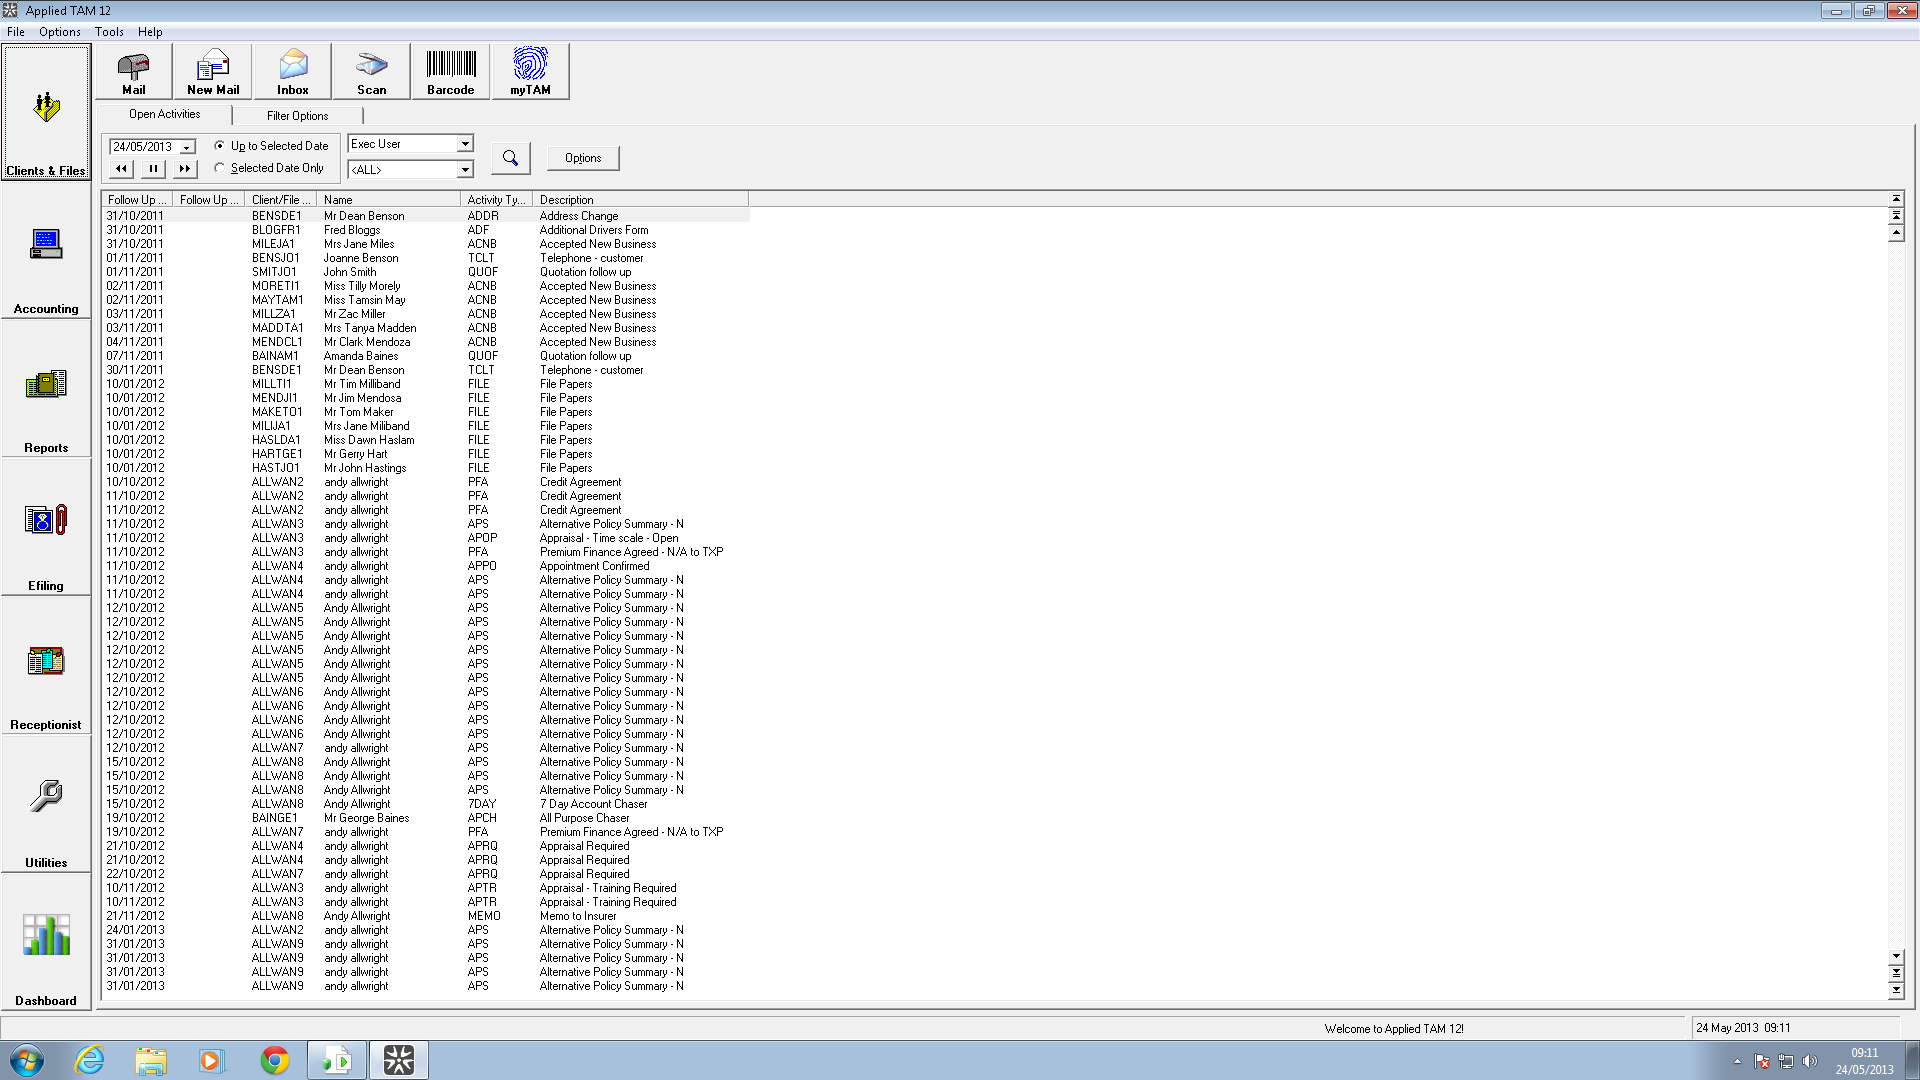 Applied TAM 12
File Options Tools Help
Mail New Mail Inbox Scan Barcode myTAM
Open Activities Filter Options
24/05/2013 Up to Selected Date Exec User
Selected Date Only <ALL> Options
Clients & Files
Accounting
Reports
Efiling
Receptionist
Utilities
Dashboard
Follow Up ... Follow Up ... Client/File ... Name Activity Ty... Description
31/10/2011 BENSDE1 Mr Dean Benson ADDR Address Change
31/10/2011 BLOGFR1 Fred Bloggs ADF Additional Drivers Form
31/10/2011 MILEJA1 Mrs Jane Miles ACNB Accepted New Business
01/11/2011 BENSJO1 Joanne Benson TCLT Telephone - customer
01/11/2011 SMITJO1 John Smith QUOF Quotation follow up
02/11/2011 MORETI1 Miss Tilly Morely ACNB Accepted New Business
02/11/2011 MAYTAM1 Miss Tamsin May ACNB Accepted New Business
03/11/2011 MILLZA1 Mr Zac Miller ACNB Accepted New Business
03/11/2011 MADDTA1 Mrs Tanya Madden ACNB Accepted New Business
04/11/2011 MENDCL1 Mr Clark Mendoza ACNB Accepted New Business
07/11/2011 BAINAM1 Amanda Baines QUOF Quotation follow up
30/11/2011 BENSDE1 Mr Dean Benson TCLT Telephone - customer
10/01/2012 MILLTI1 Mr Tim Milliband FILE File Papers
10/01/2012 MENDJI1 Mr Jim Mendosa FILE File Papers
10/01/2012 MAKETO1 Mr Tom Maker FILE File Papers
10/01/2012 MILIJA1 Mrs Jane Miliband FILE File Papers
10/01/2012 HASLDA1 Miss Dawn Haslam FILE File Papers
10/01/2012 HARTGE1 Mr Gerry Hart FILE File Papers
10/01/2012 HASTJO1 Mr John Hastings FILE File Papers
10/10/2012 ALLWAN2 andy allwright PFA Credit Agreement
11/10/2012 ALLWAN2 andy allwright PFA Credit Agreement
11/10/2012 ALLWAN2 andy allwright PFA Credit Agreement
11/10/2012 ALLWAN3 andy allwright APS Alternative Policy Summary - N
11/10/2012 ALLWAN3 andy allwright APOP Appraisal - Time scale - Open
11/10/2012 ALLWAN3 andy allwright PFA Premium Finance Agreed - N/A to TXP
11/10/2012 ALLWAN4 andy allwright APPO Appointment Confirmed
11/10/2012 ALLWAN4 andy allwright APS Alternative Policy Summary - N
11/10/2012 ALLWAN4 andy allwright APS Alternative Policy Summary - N
12/10/2012 ALLWAN5 Andy Allwright APS Alternative Policy Summary - N
12/10/2012 ALLWAN5 Andy Allwright APS Alternative Policy Summary - N
12/10/2012 ALLWAN5 Andy Allwright APS Alternative Policy Summary - N
12/10/2012 ALLWAN5 Andy Allwright APS Alternative Policy Summary - N
12/10/2012 ALLWAN5 Andy Allwright APS Alternative Policy Summary - N
12/10/2012 ALLWAN5 Andy Allwright APS Alternative Policy Summary - N
12/10/2012 ALLWAN6 Andy Allwright APS Alternative Policy Summary - N
12/10/2012 ALLWAN6 Andy Allwright APS Alternative Policy Summary - N
12/10/2012 ALLWAN6 Andy Allwright APS Alternative Policy Summary - N
12/10/2012 ALLWAN6 Andy Allwright APS Alternative Policy Summary - N
12/10/2012 ALLWAN7 andy allwright APS Alternative Policy Summary - N
15/10/2012 ALLWAN8 Andy Allwright APS Alternative Policy Summary - N
15/10/2012 ALLWAN8 Andy Allwright APS Alternative Policy Summary - N
15/10/2012 ALLWAN8 Andy Allwright APS Alternative Policy Summary - N
15/10/2012 ALLWAN8 Andy Allwright 7DAY 7 Day Account Chaser
19/10/2012 BAINGE1 Mr George Baines APCH All Purpose Chaser
19/10/2012 ALLWAN7 andy allwright PFA Premium Finance Agreed - N/A to TXP
21/10/2012 ALLWAN4 andy allwright APRQ Appraisal Required
21/10/2012 ALLWAN4 andy allwright APRQ Appraisal Required
22/10/2012 ALLWAN7 andy allwright APRQ Appraisal Required
10/11/2012 ALLWAN3 andy allwright APTR Appraisal - Training Required
10/11/2012 ALLWAN3 andy allwright APTR Appraisal - Training Required
21/11/2012 ALLWAN8 Andy Allwright MEMO Memo to Insurer
24/01/2013 ALLWAN2 andy allwright APS Alternative Policy Summary - N
31/01/2013 ALLWAN9 andy allwright APS Alternative Policy Summary - N
31/01/2013 ALLWAN9 andy allwright APS Alternative Policy Summary - N
31/01/2013 ALLWAN9 andy allwright APS Alternative Policy Summary - N
31/01/2013 ALLWAN9 andy allwright APS Alternative Policy Summary - N
Welcome to Applied TAM 12! 24 May 2013 09:11
09:11
24/05/2013